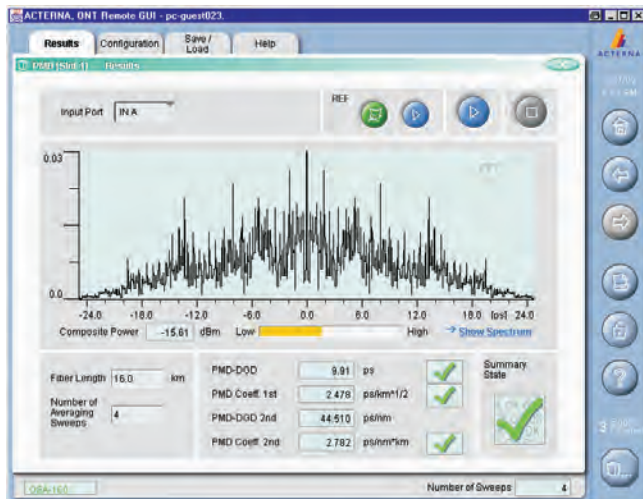 ACTERNA, ONT Remote GUI - pc-guest023.
Results Configuration Save / Load Help
ACTERNA
PMD (Slot 1) Results
Input Port IN A
REF
0.03
0.0
-24.0 -18.0 -12.0 -6.0 0.0 6.0 12.0 18.0 [ps] 24.0
Composite Power -15.61 dBm Low High Show Spectrum
Fiber Length 16.0 km
Number of Averaging Sweeps 4
PMD-DGD 9.91 ps
PMD Coeff. 1st 2.478 ps/km^1/2
PMD-DGD 2nd 44.510 ps/nm
PMD Coeff. 2nd 2.782 ps/nm*km
Summary State
OK
OSA-160
Number of Sweeps 4